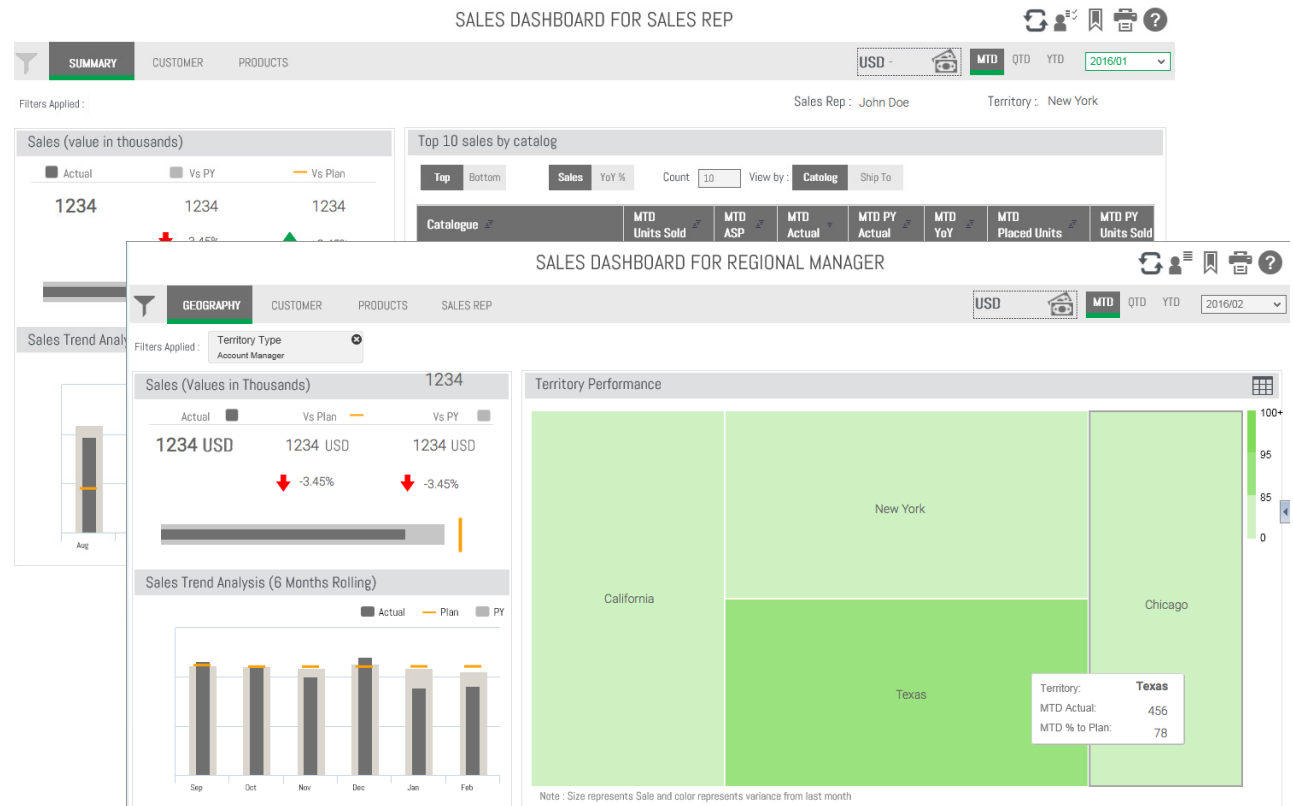 SALES DASHBOARD FOR SALES REP
?
SUMMARY CUSTOMER PRODUCTS USD - MTD QTD YTD 2016/01
Filters Applied : Sales Rep : John Doe Territory :. New York
Sales (value in thousands)
Actual Vs PY Vs Plan
1234 1234 1234
Sales Trend Analy
Aug
Top 10 sales by catalog
Top Bottom Sales YoY % Count 10 View by : Catolog Ship To
Catalogue MTD Units Sold MTD ASP MTD Actual MTD PY Actual MTD YoY MTD Placed Units MTD PY Units Sold
SALES DASHBOARD FOR REGIONAL MANAGER
?
GEOGRAPHY CUSTOMER PRODUCTS SALES REP USD MTD QTD YTD 2016/02
Filters Applied : Territory Type
Account Manager
Sales (Values in Thousands) 1234
Actual Vs Plan Vs PY
1234 USD 1234 USD 1234 USD
-3.45% -3.45%
Sales Trend Analysis (6 Months Rolling)
Actual Plan PY
Sep Oct Nov Dec Jan Feb
Territory Performance
100+
95
85
0
California
New York
Texas
Chicago
Territory: Texas
MTD Actual: 456
MTD % to Plan: 78
Note : Size represents Sale and color represents variance from last month